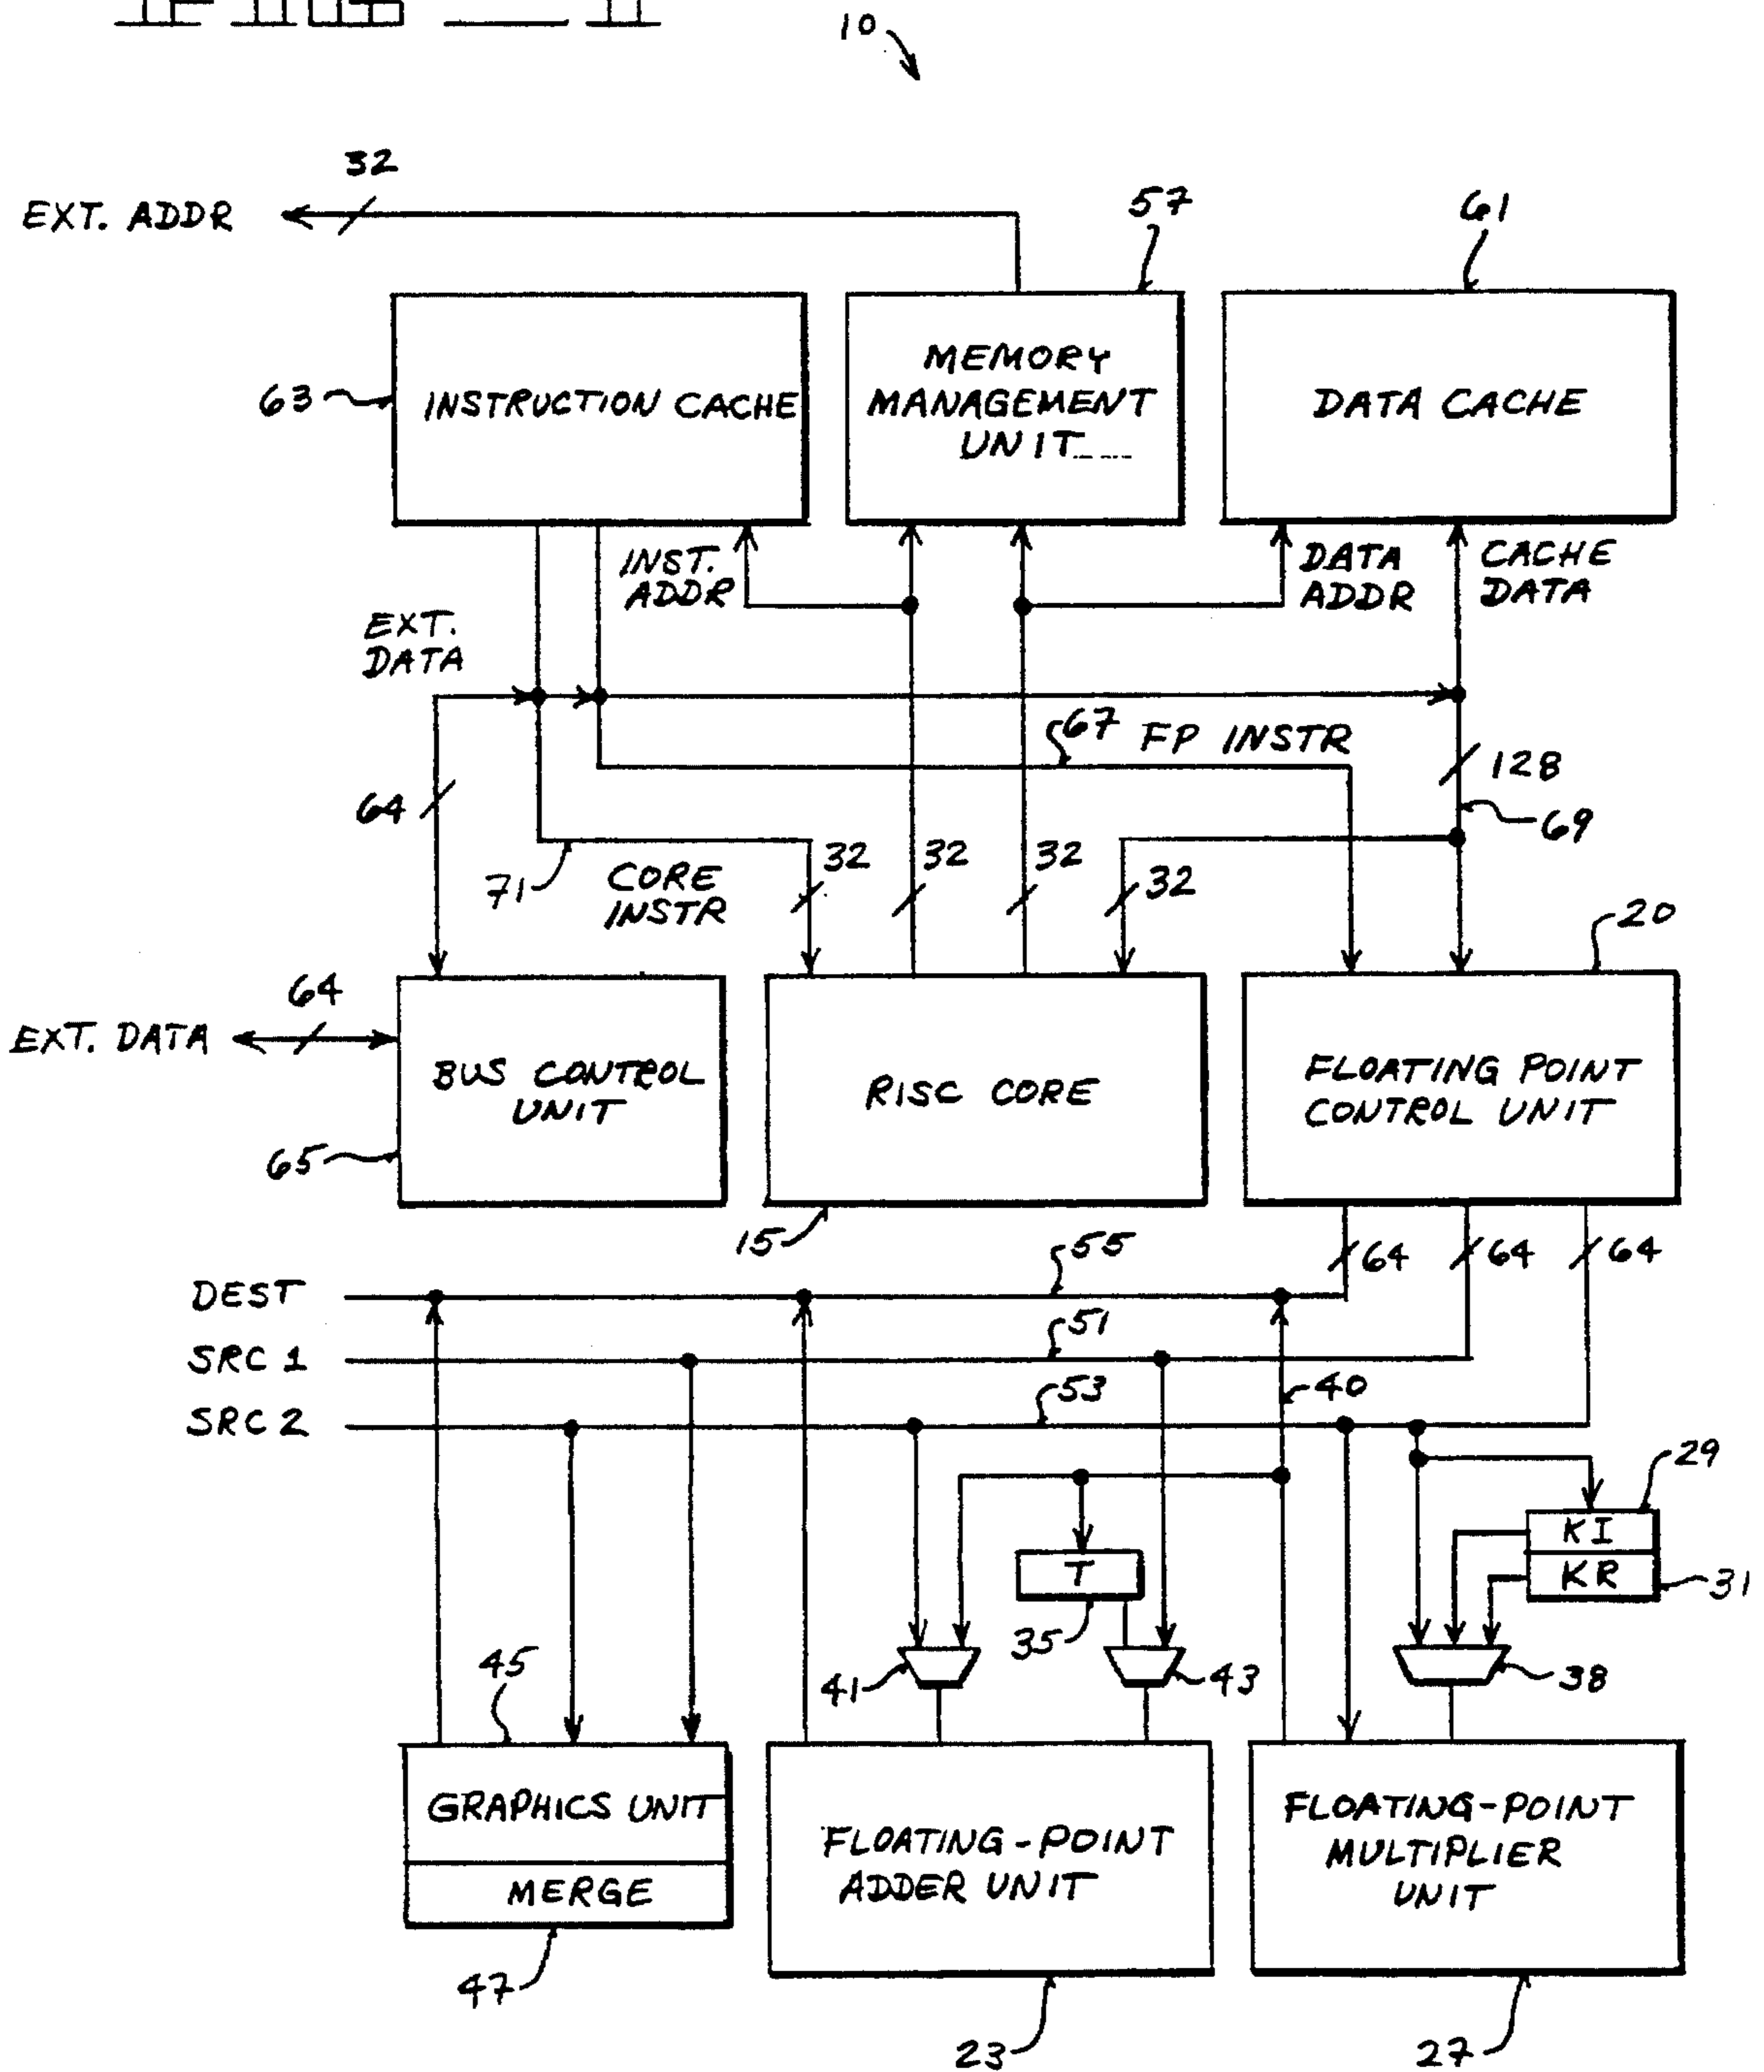 10
32
EXT. ADDR
57
61
63
INSTRUCTION CACHE
MEMORY
MANAGEMENT
UNIT
DATA CACHE
INST.
ADDR
DATA
ADDR
CACHE
DATA
EXT.
DATA
67
FP INSTR
128
64
69
71
CORE
INSTR
32
32
32
32
20
64
EXT. DATA
BUS CONTROL
UNIT
RISC CORE
FLOATING POINT
CONTROL UNIT
65
15
55
64
64
64
DEST
51
SRC 1
40
53
SRC 2
29
KI
T
KR
31
35
45
41
43
38
GRAPHICS UNIT
MERGE
FLOATING-POINT
ADDER UNIT
FLOATING-POINT
MULTIPLIER
UNIT
47
23
27